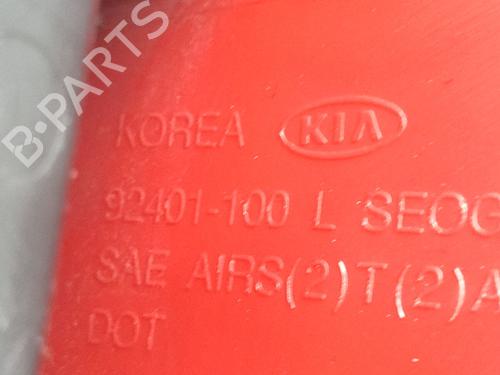 B-PARTS
KOREA KIA
92401-100 L SEOG
SAE AIRS(2)T(2)A
DOT